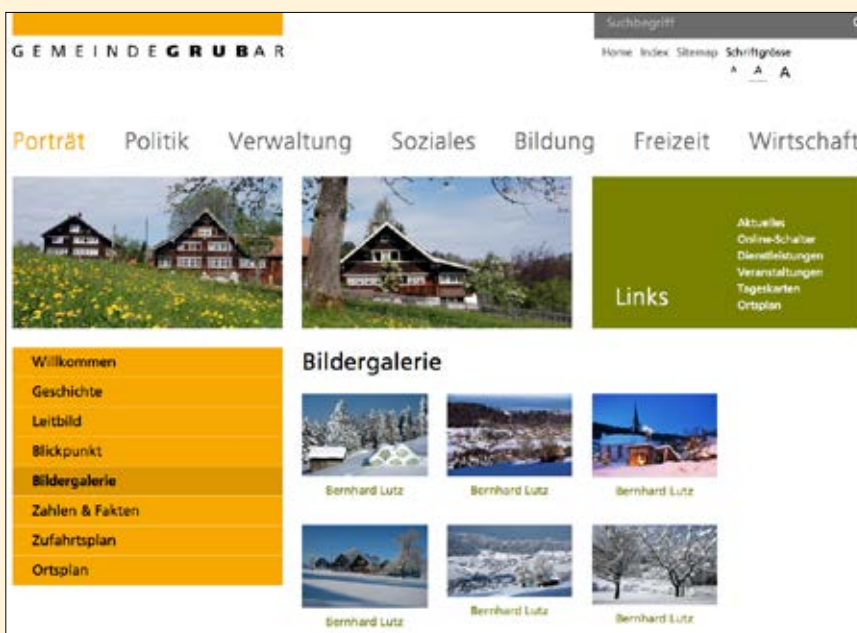 Suchbegriff
GEMEINDEGRUBAR
Home Index Sitemap Schriftgrösse
A A A
Porträt Politik Verwaltung Soziales Bildung Freizeit Wirtschaft
Links
Aktuelles
Online-Schalter
Dienstleistungen
Veranstaltungen
Tageskarten
Ortsplan
Willkommen
Geschichte
Leitbild
Blickpunkt
Bildergalerie
Zahlen & Fakten
Zufahrtsplan
Ortsplan
Bildergalerie
Bernhard Lutz Bernhard Lutz Bernhard Lutz
Bernhard Lutz Bernhard Lutz Bernhard Lutz